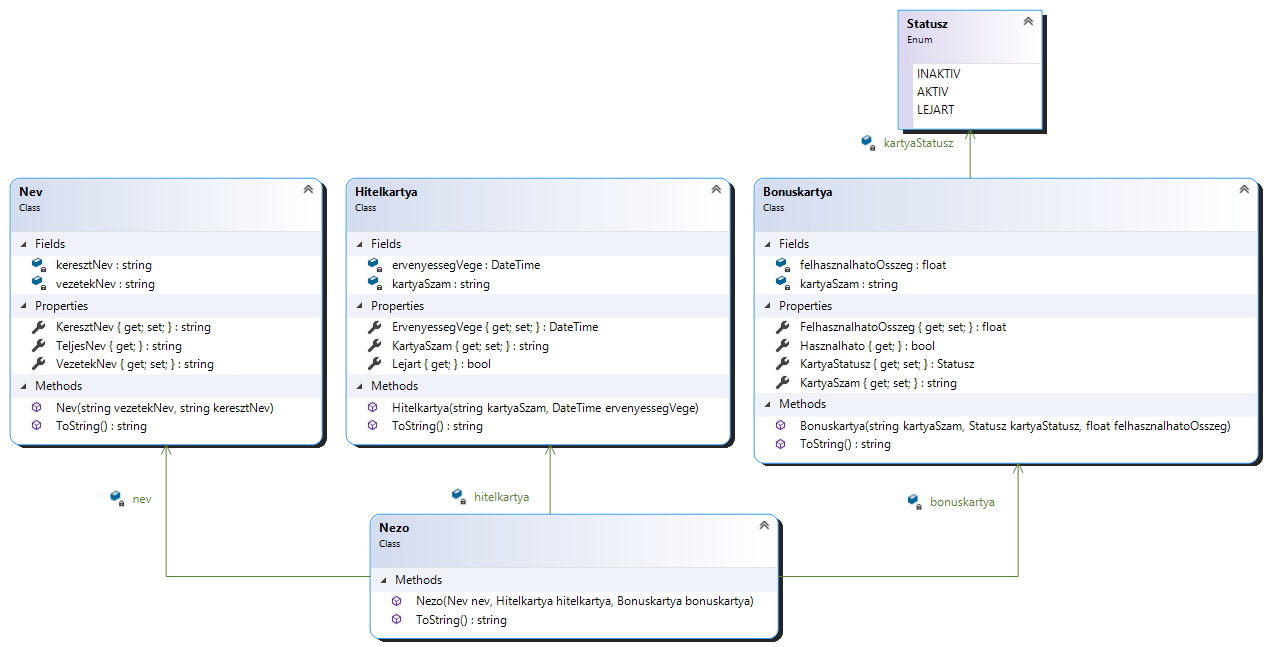 Statusz
Enum
INAKTIV
AKTIV
LEJART
kartyaStatusz
Nev
Class
Fields
keresztNev : string
vezetekNev : string
Properties
KeresztNev { get; set; } : string
TeljesNev { get; } : string
VezetekNev { get; set; } : string
Methods
Nev(string vezetekNev, string keresztNev)
ToString() : string
Hitelkartya
Class
Fields
ervenyessegVege : DateTime
kartyaSzam : string
Properties
ErvenyessegVege { get; set; } : DateTime
KartyaSzam { get; set; } : string
Lejart { get; } : bool
Methods
Hitelkartya(string kartyaSzam, DateTime ervenyessegVege)
ToString() : string
Bonuskartya
Class
Fields
felhasznalhatoOsszeg : float
kartyaSzam : string
Properties
FelhasznalhatoOsszeg { get; set; } : float
Hasznalhato { get; } : bool
KartyaStatusz { get; set; } : Statusz
KartyaSzam { get; set; } : string
Methods
Bonuskartya(string kartyaSzam, Statusz kartyaStatusz, float felhasznalhatoOsszeg)
ToString() : string
nev
hitelkartya
bonuskartya
Nezo
Class
Methods
Nezo(Nev nev, Hitelkartya hitelkartya, Bonuskartya bonuskartya)
ToString() : string